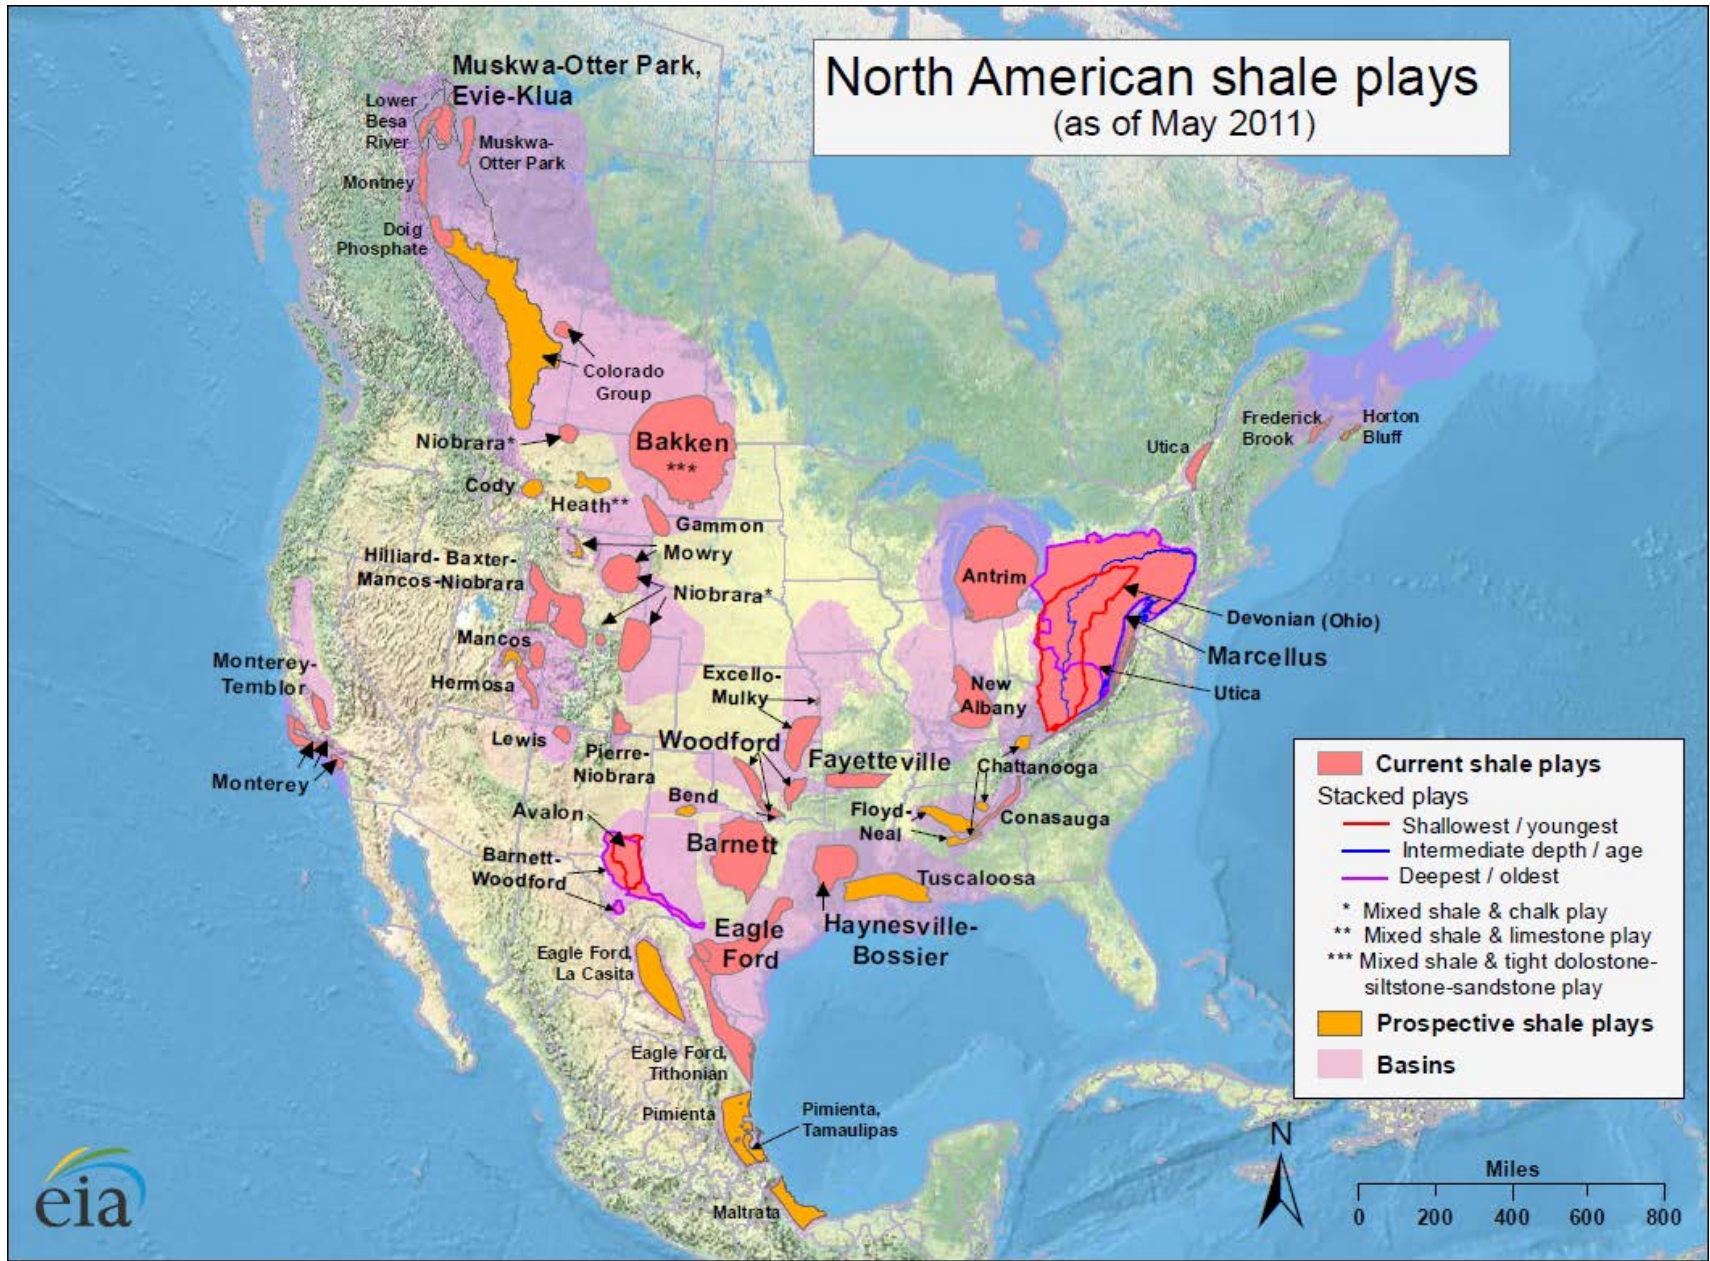 North American shale plays
(as of May 2011)
Muskwa-Otter Park,
Evie-Klua
Lower
Besa
River
Muskwa-
Otter Park
Montney
Doig
Phosphate
Colorado
Group
Niobrara*
Bakken
***
Cody
Heath**
Gammon
Mowry
Hilliard- Baxter-
Mancos-Niobrara
Niobrara*
Mancos
Hermosa
Monterey-
Temblor
Monterey
Lewis
Pierre-
Niobrara
Excello-
Mulky
Woodford
Fayetteville
Bend
Avalon
Barnett-
Woodford
Barnett
Eagle
Ford
Haynesville-
Bossier
Tuscaloosa
Floyd-
Neal
Chattanooga
Conasauga
New
Albany
Antrim
Devonian (Ohio)
Marcellus
Utica
Utica
Frederick
Brook
Horton
Bluff
Eagle Ford,
La Casita
Eagle Ford,
Tithonian
Pimienta
Pimienta,
Tamaulipas
Maltrata
Current shale plays
Stacked plays
Shallowest / youngest
Intermediate depth / age
Deepest / oldest
* Mixed shale & chalk play
** Mixed shale & limestone play
*** Mixed shale & tight dolostone-
siltstone-sandstone play
Prospective shale plays
Basins
N
Miles
0 200 400 600 800
eia